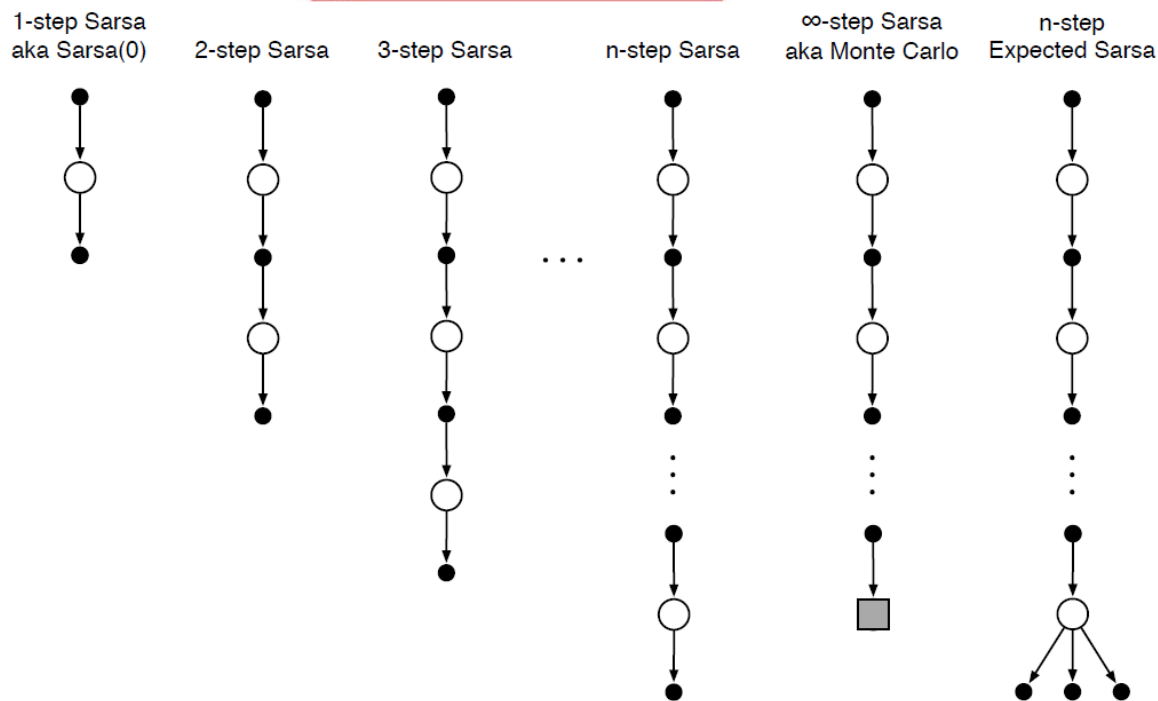 1-step Sarsa
aka Sarsa(0)
2-step Sarsa
3-step Sarsa
n-step Sarsa
∞-step Sarsa
aka Monte Carlo
n-step
Expected Sarsa